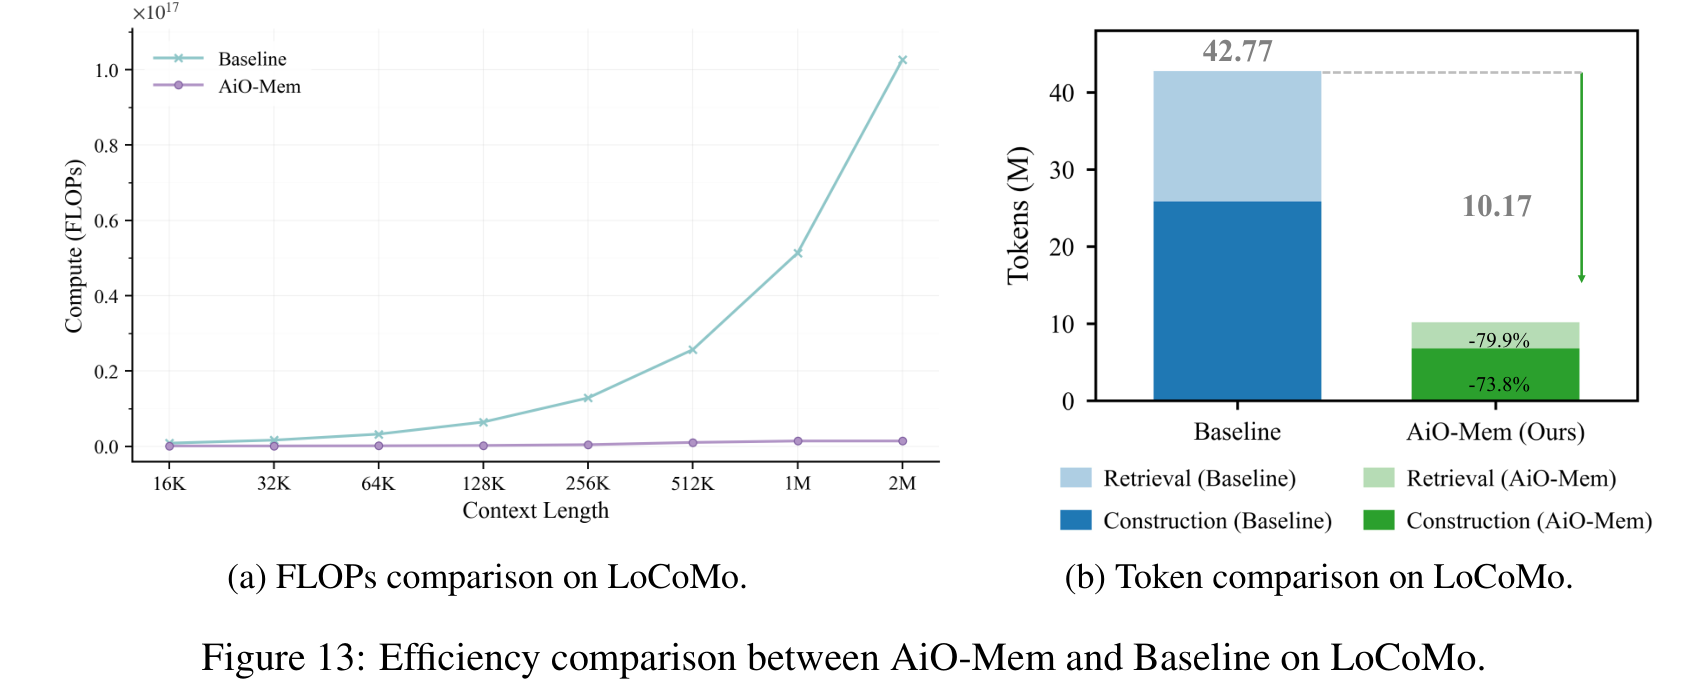 ×10^17
1.0
0.8
0.6
0.4
0.2
0.0
Compute (FLOPs)
Baseline
AiO-Mem
16K 32K 64K 128K 256K 512K 1M 2M
Context Length
(a) FLOPs comparison on LoCoMo.
42.77
40
30
20
10
0
Tokens (M)
10.17
-79.9%
-73.8%
Baseline AiO-Mem (Ours)
Retrieval (Baseline) Retrieval (AiO-Mem)
Construction (Baseline) Construction (AiO-Mem)
(b) Token comparison on LoCoMo.
Figure 13: Efficiency comparison between AiO-Mem and Baseline on LoCoMo.